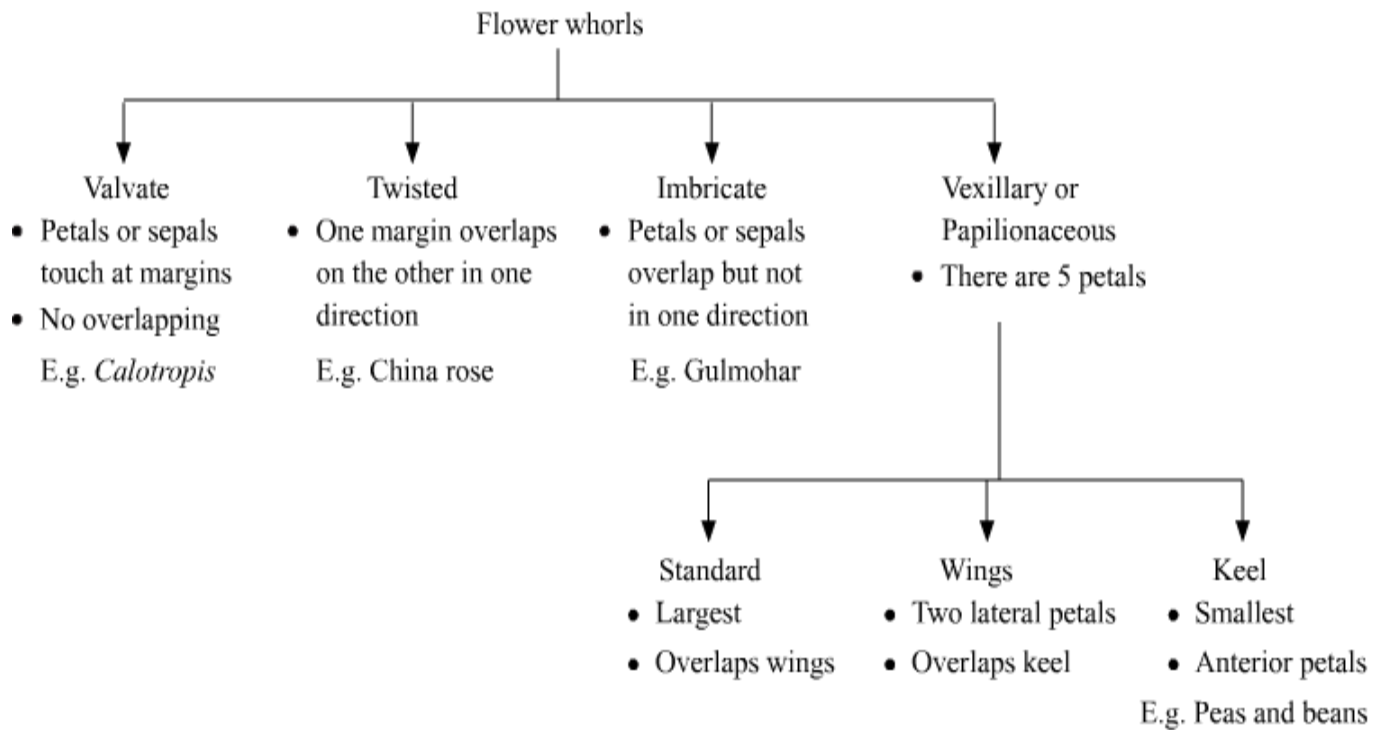 Flower whorls
Valvate
• Petals or sepals
touch at margins
• No overlapping
E.g. Calotropis
Twisted
• One margin overlaps
on the other in one
direction
E.g. China rose
Imbricate
• Petals or sepals
overlap but not
in one direction
E.g. Gulmohar
Vexillary or
Papilionaceous
• There are 5 petals
Standard
• Largest
• Overlaps wings
Wings
• Two lateral petals
• Overlaps keel
Keel
• Smallest
• Anterior petals
E.g. Peas and beans